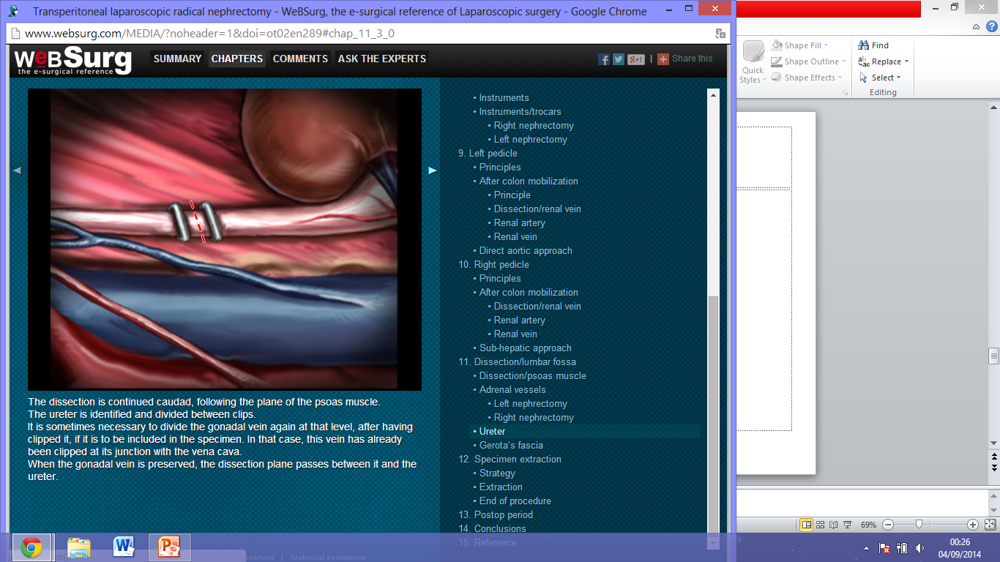 Transperitoneal laparoscopic radical nephrectomy - WeBSurg, the e-surgical reference of Laparoscopic surgery - Google Chrome
www.websurg.com/MEDIA/?noheader=1&doi=ot02en289#chap_11_3_0
WeBSurg
the e-surgical reference
SUMMARY CHAPTERS COMMENTS ASK THE EXPERTS
g+1 | Share this
The dissection is continued caudad, following the plane of the psoas muscle.
The ureter is identified and divided between clips.
It is sometimes necessary to divide the gonadal vein again at that level, after having
clipped it, if it is to be included in the specimen. In that case, this vein has already
been clipped at its junction with the vena cava.
When the gonadal vein is preserved, the dissection plane passes between it and the
ureter.
• Instruments
• Instruments/trocars
• Right nephrectomy
• Left nephrectomy
9. Left pedicle
• Principles
• After colon mobilization
• Principle
• Dissection/renal vein
• Renal artery
• Renal vein
• Direct aortic approach
10. Right pedicle
• Principles
• After colon mobilization
• Dissection/renal vein
• Renal artery
• Renal vein
• Sub-hepatic approach
11. Dissection/lumbar fossa
• Dissection/psoas muscle
• Adrenal vessels
• Left nephrectomy
• Right nephrectomy
• Ureter
• Gerota's fascia
12. Specimen extraction
• Strategy
• Extraction
• End of procedure
13. Postop period
14. Conclusions
15. Reference
eserved | Technical assistance
Quick
Styles
Shape Fill
Shape Outline
Shape Effects
Find
Replace
Select
Editing
69%
00:26
04/09/2014